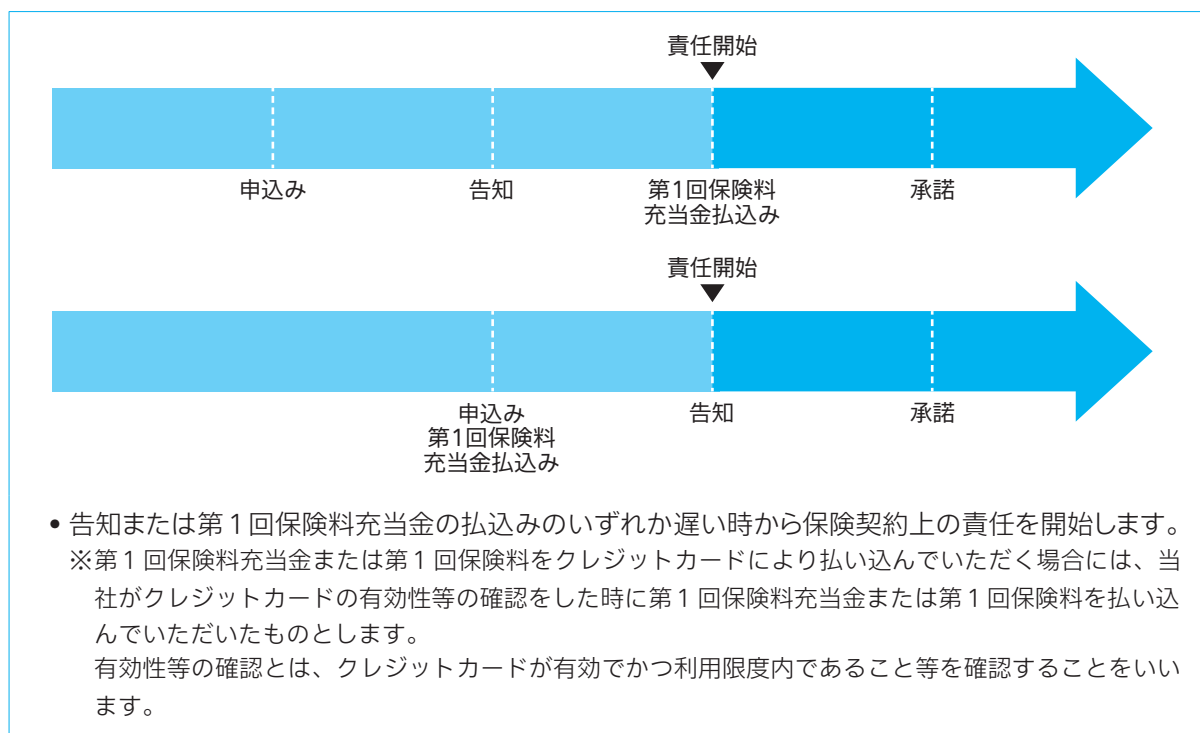 責任開始
申込み
告知
第1回保険料
充当金払込み
承諾
責任開始
申込み
第1回保険料
充当金払込み
告知
承諾
• 告知または第1回保険料充当金の払込みのいずれか遅い時から保険契約上の責任を開始します。
※第1回保険料充当金または第1回保険料をクレジットカードにより払い込んでいただく場合には、当
社がクレジットカードの有効性等の確認をした時に第1回保険料充当金または第1回保険料を払い込
んでいただいたものとします。
有効性等の確認とは、クレジットカードが有効でかつ利用限度内であること等を確認することをいい
ます。